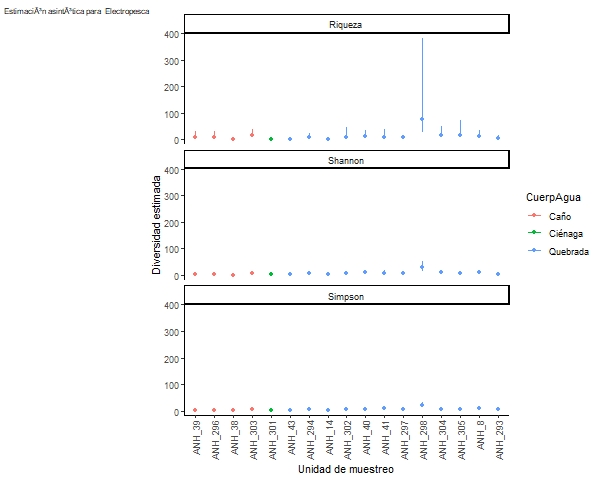 EstimaciÃ³n asintÃ³tica para  Electropesca
Riqueza
400
300
200
100
0
Shannon
400
300
200
100
0
Simpson
400
300
200
100
0
Diversidad estimada
ANH_39
ANH_296
ANH_38
ANH_303
ANH_301
ANH_43
ANH_294
ANH_14
ANH_302
ANH_40
ANH_41
ANH_297
ANH_298
ANH_304
ANH_305
ANH_8
ANH_293
Unidad de muestreo
CuerpAgua
Caño
Ciénaga
Quebrada